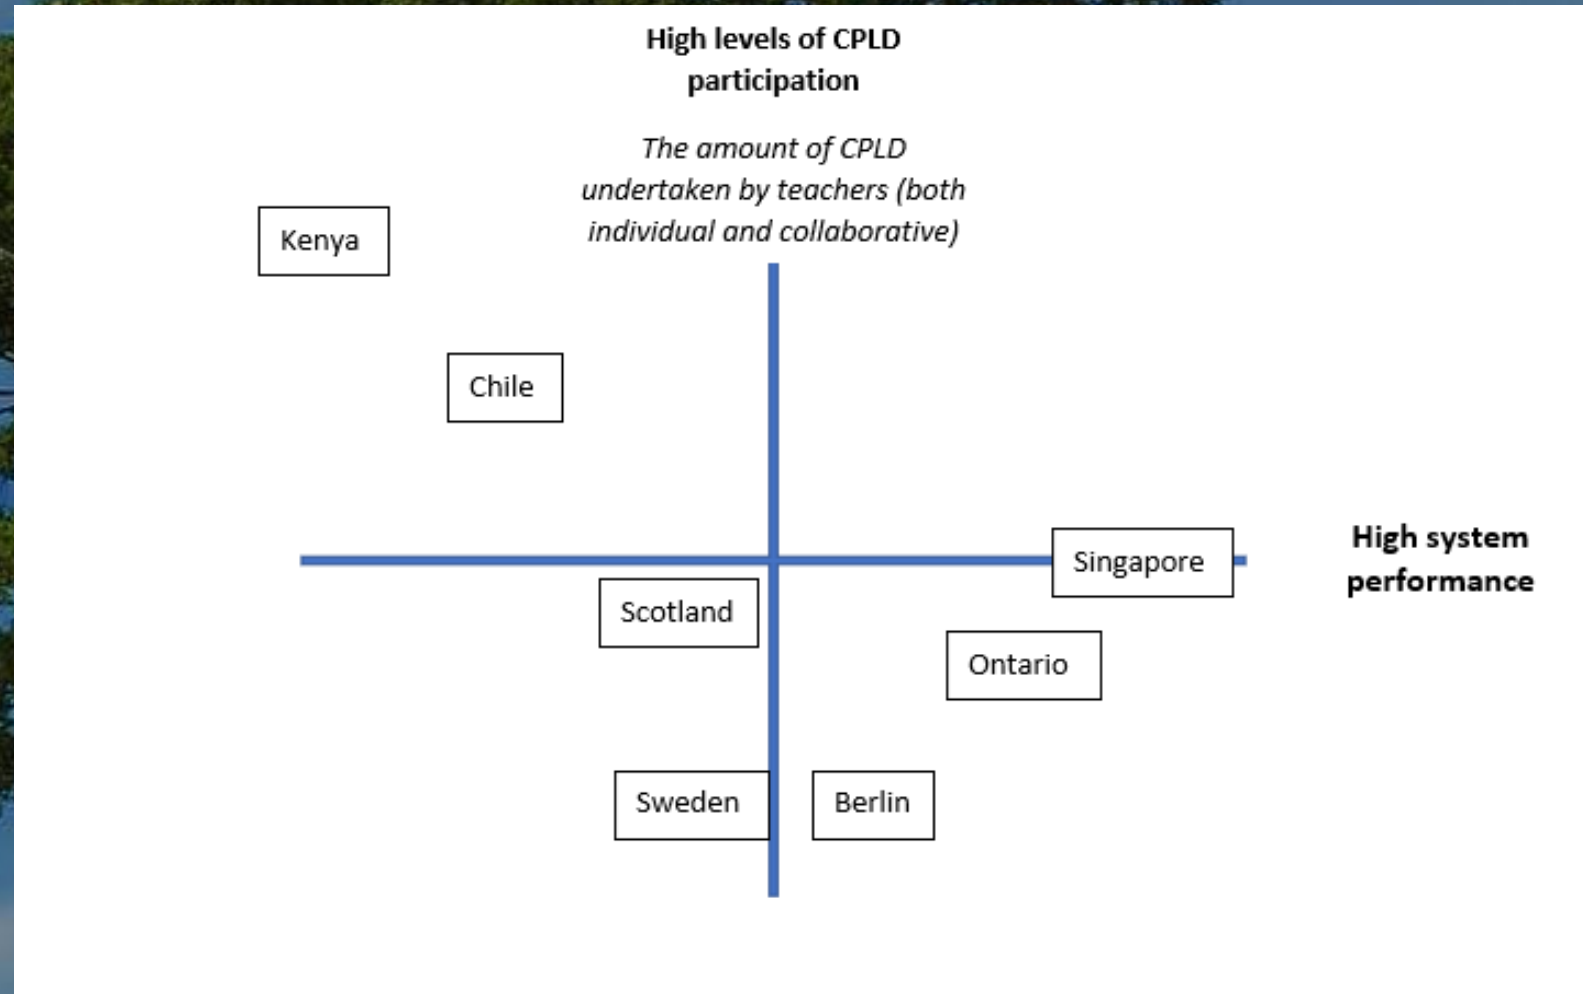 High levels of CPLD
participation
The amount of CPLD
undertaken by teachers (both
individual and collaborative)
Kenya
Chile
Singapore
High system
performance
Scotland
Ontario
Sweden
Berlin